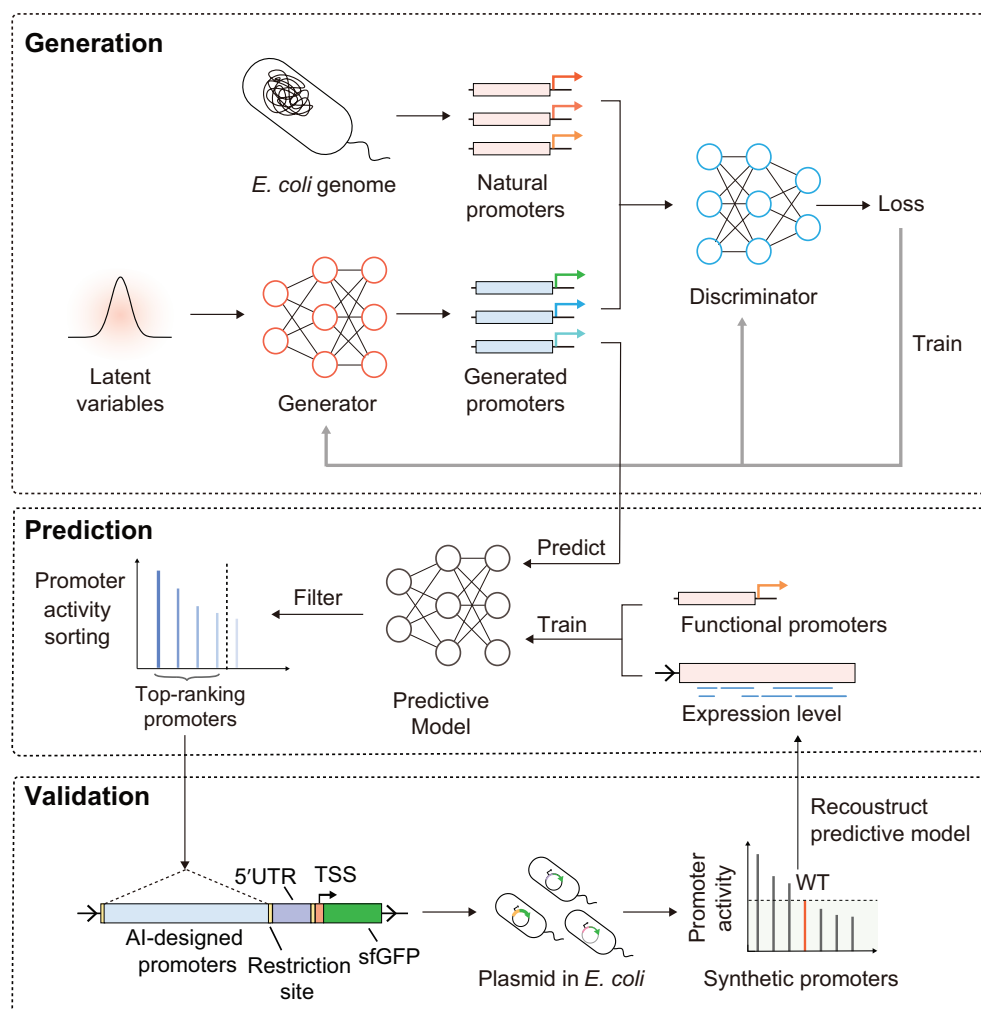 Generation
E. coli genome
Natural
promoters
Loss
Discriminator
Train
Latent
variables
Generator
Generated
promoters
Prediction
Predict
Promoter
activity
sorting
Filter
Train
Functional promoters
Top-ranking
promoters
Predictive
Model
Expression level
Validation
Recoustruct
predictive model
5'UTR
TSS
WT
Promoter
activity
AI-designed
promoters
Restriction
site
sfGFP
Plasmid in E. coli
Synthetic promoters